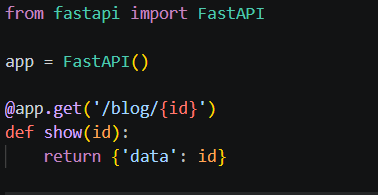 from fastapi import FastAPI
app = FastAPI()
@app.get('/blog/{id}')
def show(id):
    return {'data': id}